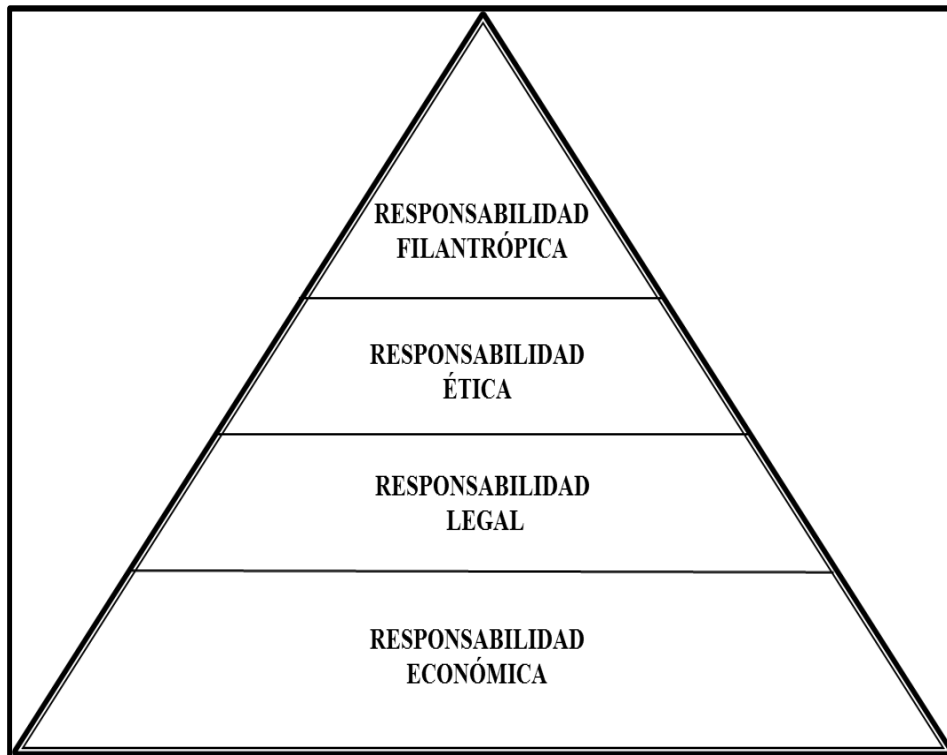 RESPONSABILIDAD
FILANTRÓPICA
RESPONSABILIDAD
ÉTICA
RESPONSABILIDAD
LEGAL
RESPONSABILIDAD
ECONÓMICA